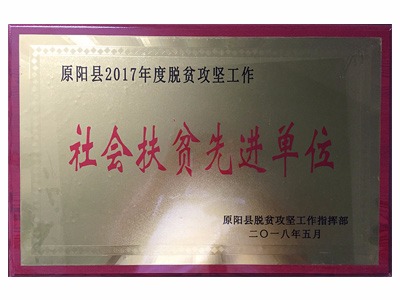 原阳县2017年度脱贫攻坚工作
社会扶贫先进单位
原阳县脱贫攻坚工作指挥部
二〇一八年五月